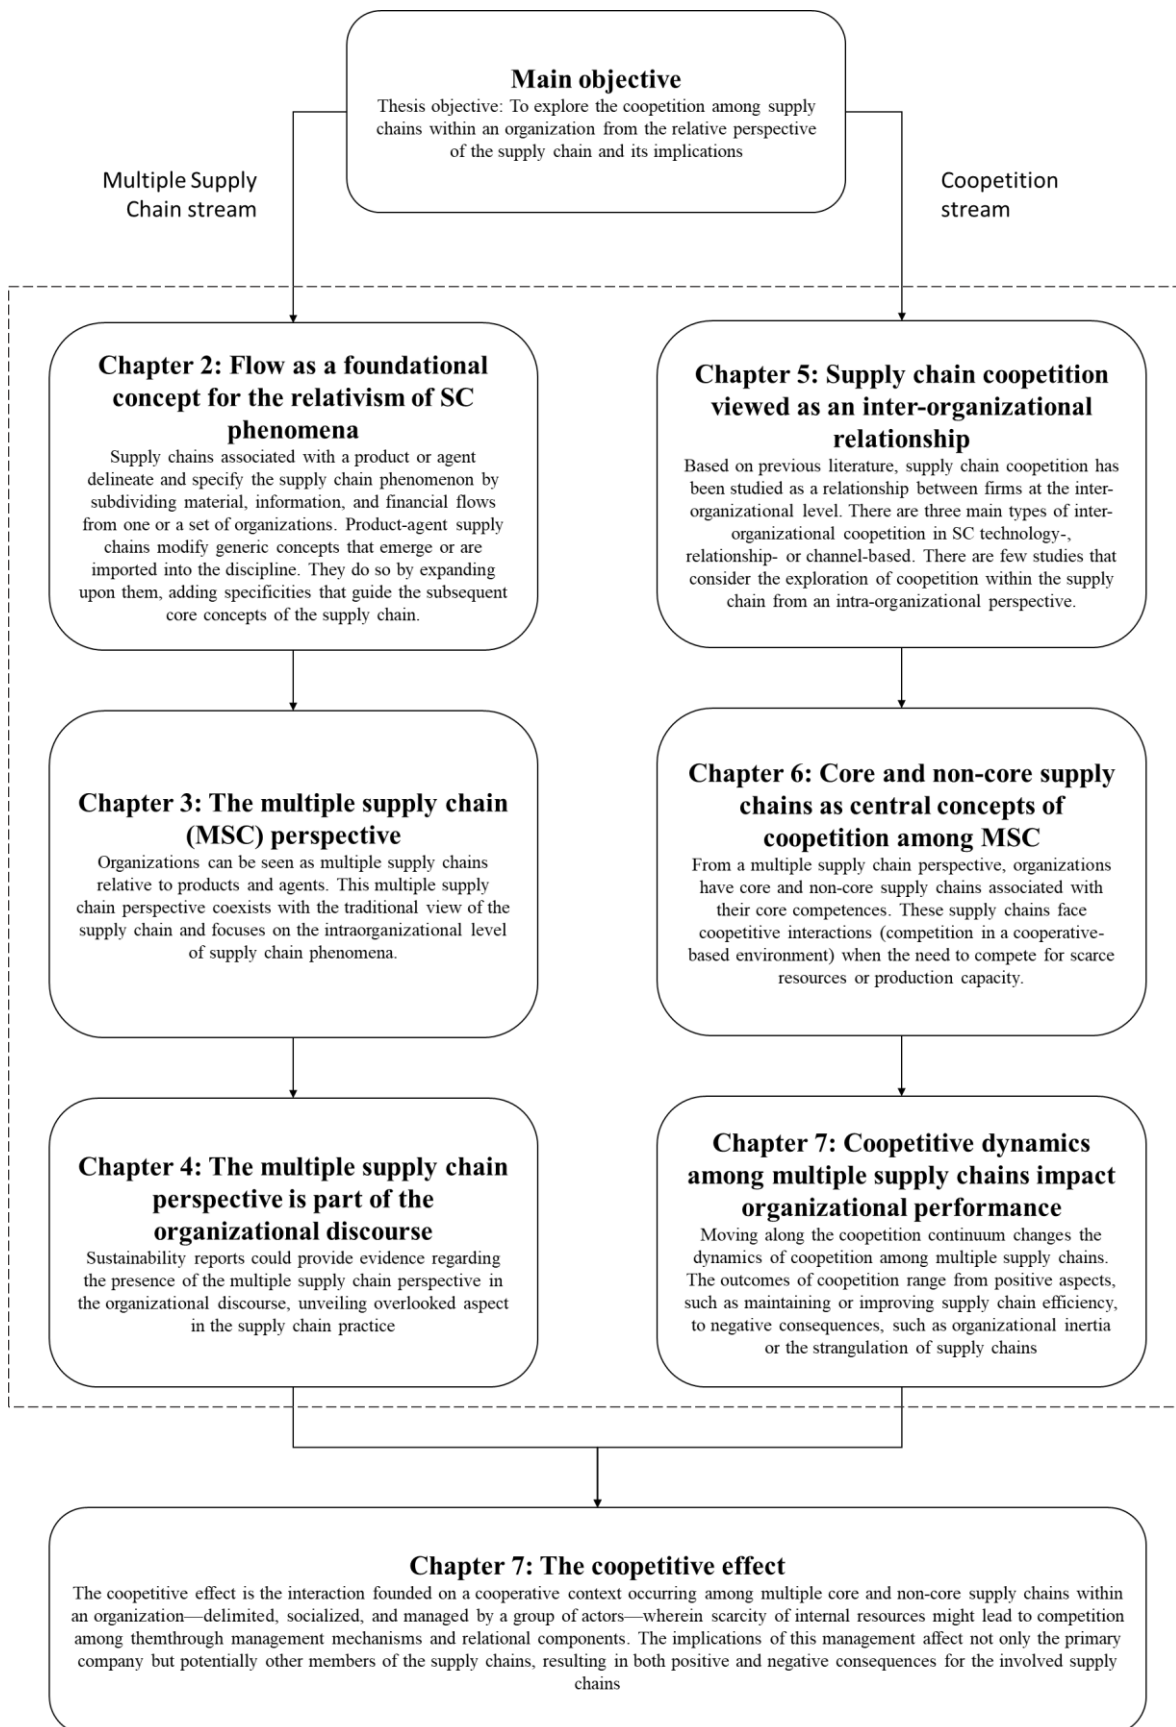 Main objective
Thesis objective: To explore the coopetition among supply
chains within an organization from the relative perspective
of the supply chain and its implications
Multiple Supply
Chain stream
Coopetition
stream
Chapter 2: Flow as a foundational
concept for the relativism of SC
phenomena
Supply chains associated with a product or agent
delineate and specify the supply chain phenomenon by
subdividing material, information, and financial flows
from one or a set of organizations. Product-agent supply
chains modify generic concepts that emerge or are
imported into the discipline. They do so by expanding
upon them, adding specificities that guide the subsequent
core concepts of the supply chain.
Chapter 5: Supply chain coopetition
viewed as an inter-organizational
relationship
Based on previous literature, supply chain coopetition has
been studied as a relationship between firms at the inter-
organizational level. There are three main types of inter-
organizational coopetition in SC technology-,
relationship- or channel-based. There are few studies that
consider the exploration of coopetition within the supply
chain from an intra-organizational perspective.
Chapter 3: The multiple supply chain
(MSC) perspective
Organizations can be seen as multiple supply chains
relative to products and agents. This multiple supply
chain perspective coexists with the traditional view of the
supply chain and focuses on the intraorganizational level
of supply chain phenomena.
Chapter 6: Core and non-core supply
chains as central concepts of
coopetition among MSC
From a multiple supply chain perspective, organizations
have core and non-core supply chains associated with
their core competences. These supply chains face
coopetitive interactions (competition in a cooperative-
based environment) when the need to compete for scarce
resources or production capacity.
Chapter 4: The multiple supply chain
perspective is part of the
organizational discourse
Sustainability reports could provide evidence regarding
the presence of the multiple supply chain perspective in
the organizational discourse, unveiling overlooked aspect
in the supply chain practice
Chapter 7: Coopetitive dynamics
among multiple supply chains impact
organizational performance
Moving along the coopetition continuum changes the
dynamics of coopetition among multiple supply chains.
The outcomes of coopetition range from positive aspects,
such as maintaining or improving supply chain efficiency,
to negative consequences, such as organizational inertia
or the strangulation of supply chains
Chapter 7: The coopetitive effect
The coopetitive effect is the interaction founded on a cooperative context occurring among multiple core and non-core supply chains within
an organization—delimited, socialized, and managed by a group of actors—wherein scarcity of internal resources might lead to competition
among themthrough management mechanisms and relational components. The implications of this management affect not only the primary
company but potentially other members of the supply chains, resulting in both positive and negative consequences for the involved supply
chains